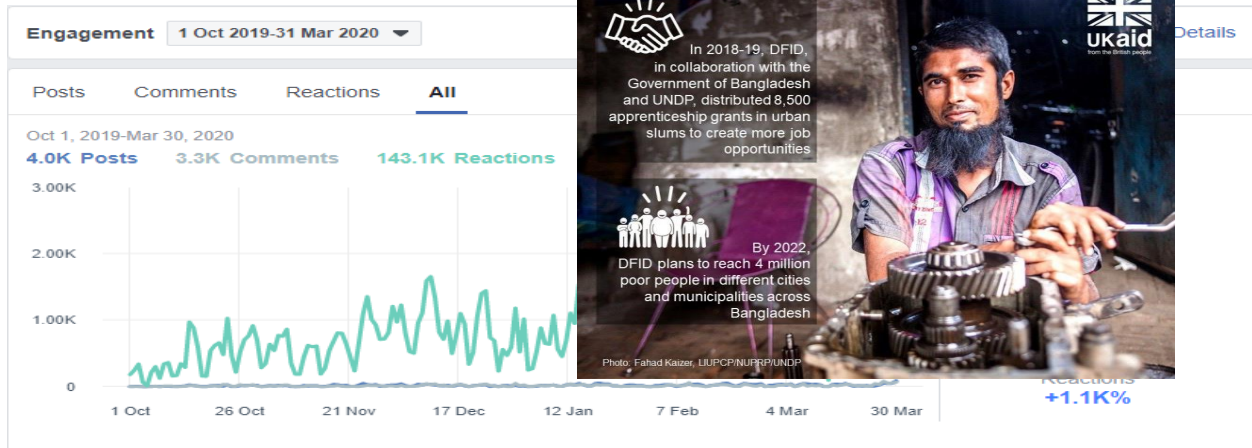 Engagement 1 Oct 2019-31 Mar 2020
Details
Posts Comments Reactions All
Oct 1, 2019-Mar 30, 2020
4.0K Posts 3.3K Comments 143.1K Reactions
3.00K
2.00K
1.00K
0
1 Oct 26 Oct 21 Nov 17 Dec 12 Jan 7 Feb 4 Mar 30 Mar
In 2018-19, DFID,
in collaboration with the
Government of Bangladesh
and UNDP, distributed 8,500
apprenticeship grants in urban
slums to create more job
opportunities
By 2022,
DFID plans to reach 4 million
poor people in different cities
and municipalities across
Bangladesh
Photo: Fahad Kaizer, LIUPCP/NUPRP/UNDP
UKaid
from the British people
Reactions
+1.1K%